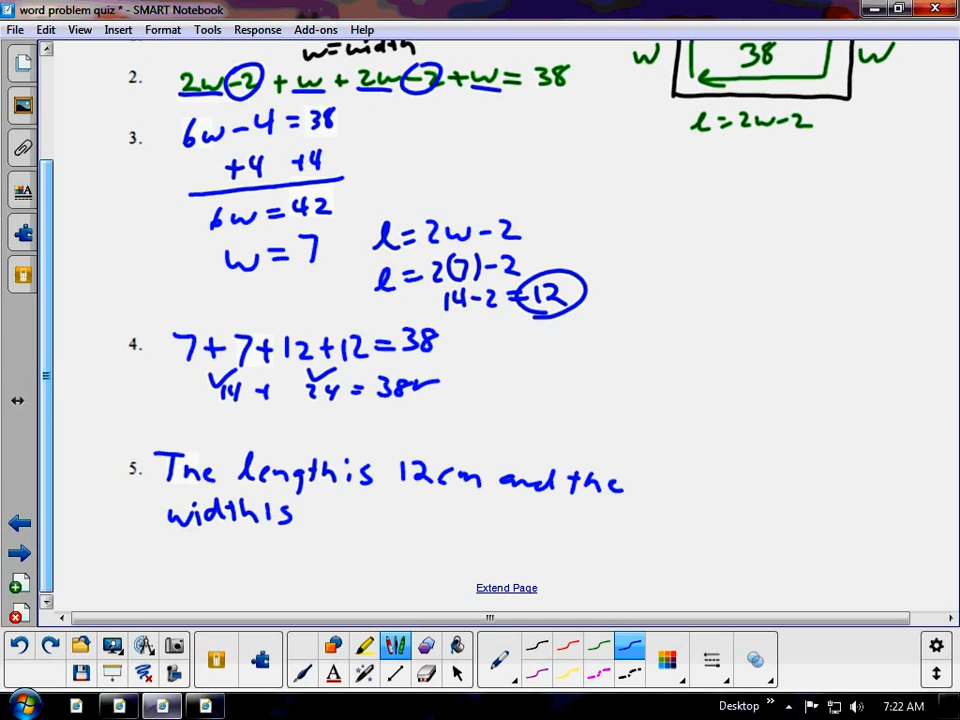 word problem quiz * - SMART Notebook
File Edit View Insert Format Tools Response Add-ons Help
w=width
2. 2w-2 + w + 2w-2 + w = 38
w 38 w
l = 2w-2
3. 6w-4 = 38
+4 +4
6w = 42
w = 7
l = 2w-2
l = 2(7)-2
14-2 = 12
4. 7+7+12+12 = 38
14 + 24 = 38
5. The length is 12cm and the
width is
Extend Page
Desktop »
7:22 AM